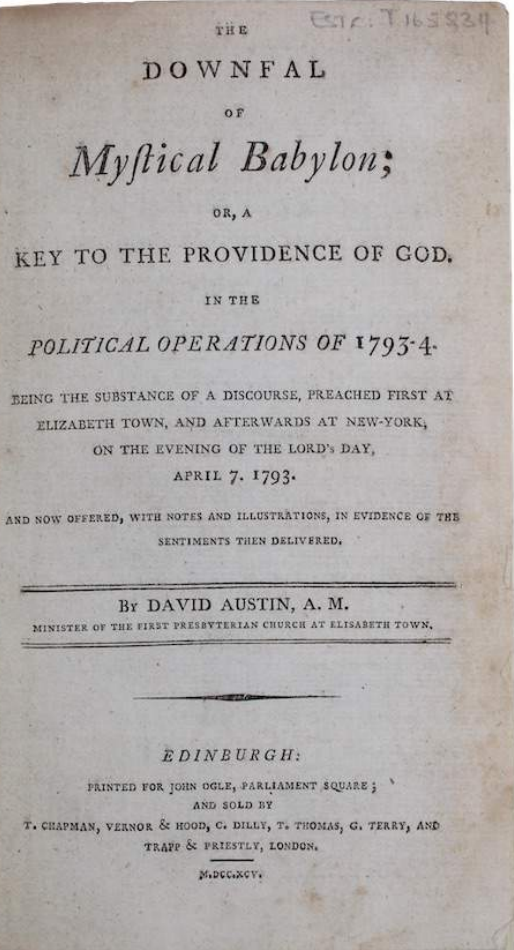 ESTC: T165834
THE
DOWNFAL
OF
Myſtical Babylon;
OR, A
KEY TO THE PROVIDENCE OF GOD.
IN THE
POLITICAL OPERATIONS OF 1793-4.
BEING THE SUBSTANCE OF A DISCOURSE, PREACHED FIRST AT
ELIZABETH TOWN, AND AFTERWARDS AT NEW-YORK,
ON THE EVENING OF THE LORD's DAY,
APRIL 7. 1793.
AND NOW OFFERED, WITH NOTES AND ILLUSTRATIONS, IN EVIDENCE OF THE
SENTIMENTS THEN DELIVERED.
By DAVID AUSTIN, A. M.
MINISTER OF THE FIRST PRESBYTERIAN CHURCH AT ELISABETH TOWN.
EDINBURGH:
PRINTED FOR JOHN OGLE, PARLIAMENT SQUARE;
AND SOLD BY
T. CHAPMAN, VERNOR & HOOD, C. DILLY, T. THOMAS, G. TERRY, AND
TRAPP & PRIESTLY, LONDON.
M.DCC.XCV.